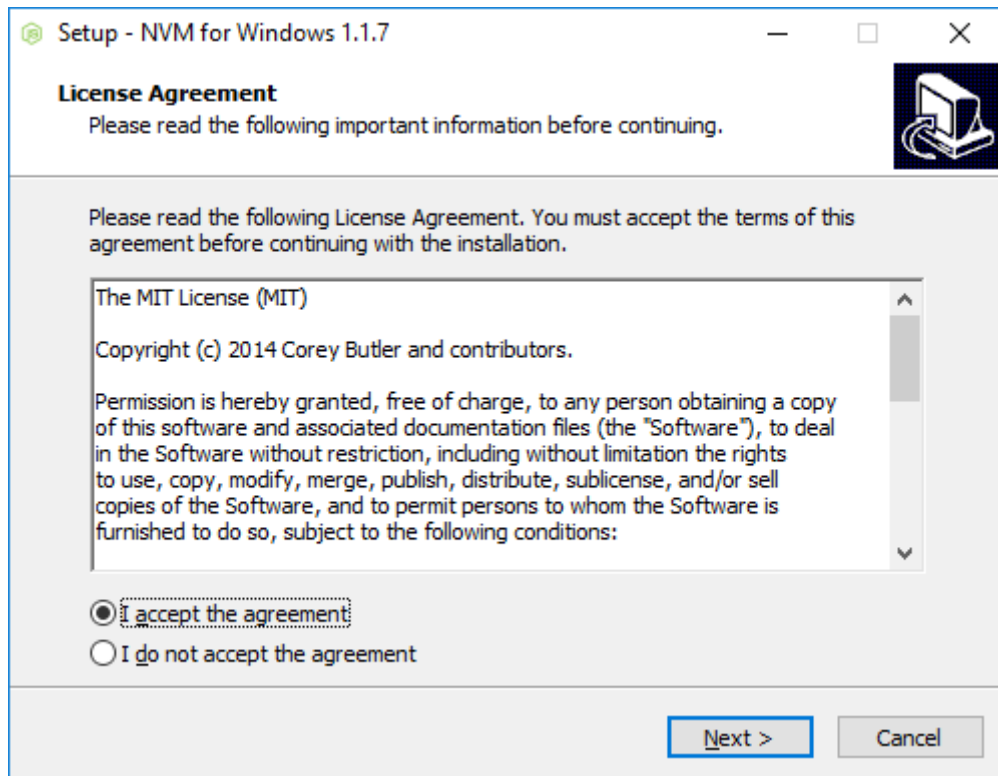 Setup - NVM for Windows 1.1.7
License Agreement
Please read the following important information before continuing.
Please read the following License Agreement. You must accept the terms of this
agreement before continuing with the installation.
The MIT License (MIT)
Copyright (c) 2014 Corey Butler and contributors.
Permission is hereby granted, free of charge, to any person obtaining a copy
of this software and associated documentation files (the "Software"), to deal
in the Software without restriction, including without limitation the rights
to use, copy, modify, merge, publish, distribute, sublicense, and/or sell
copies of the Software, and to permit persons to whom the Software is
furnished to do so, subject to the following conditions:
I accept the agreement
I do not accept the agreement
Next >
Cancel